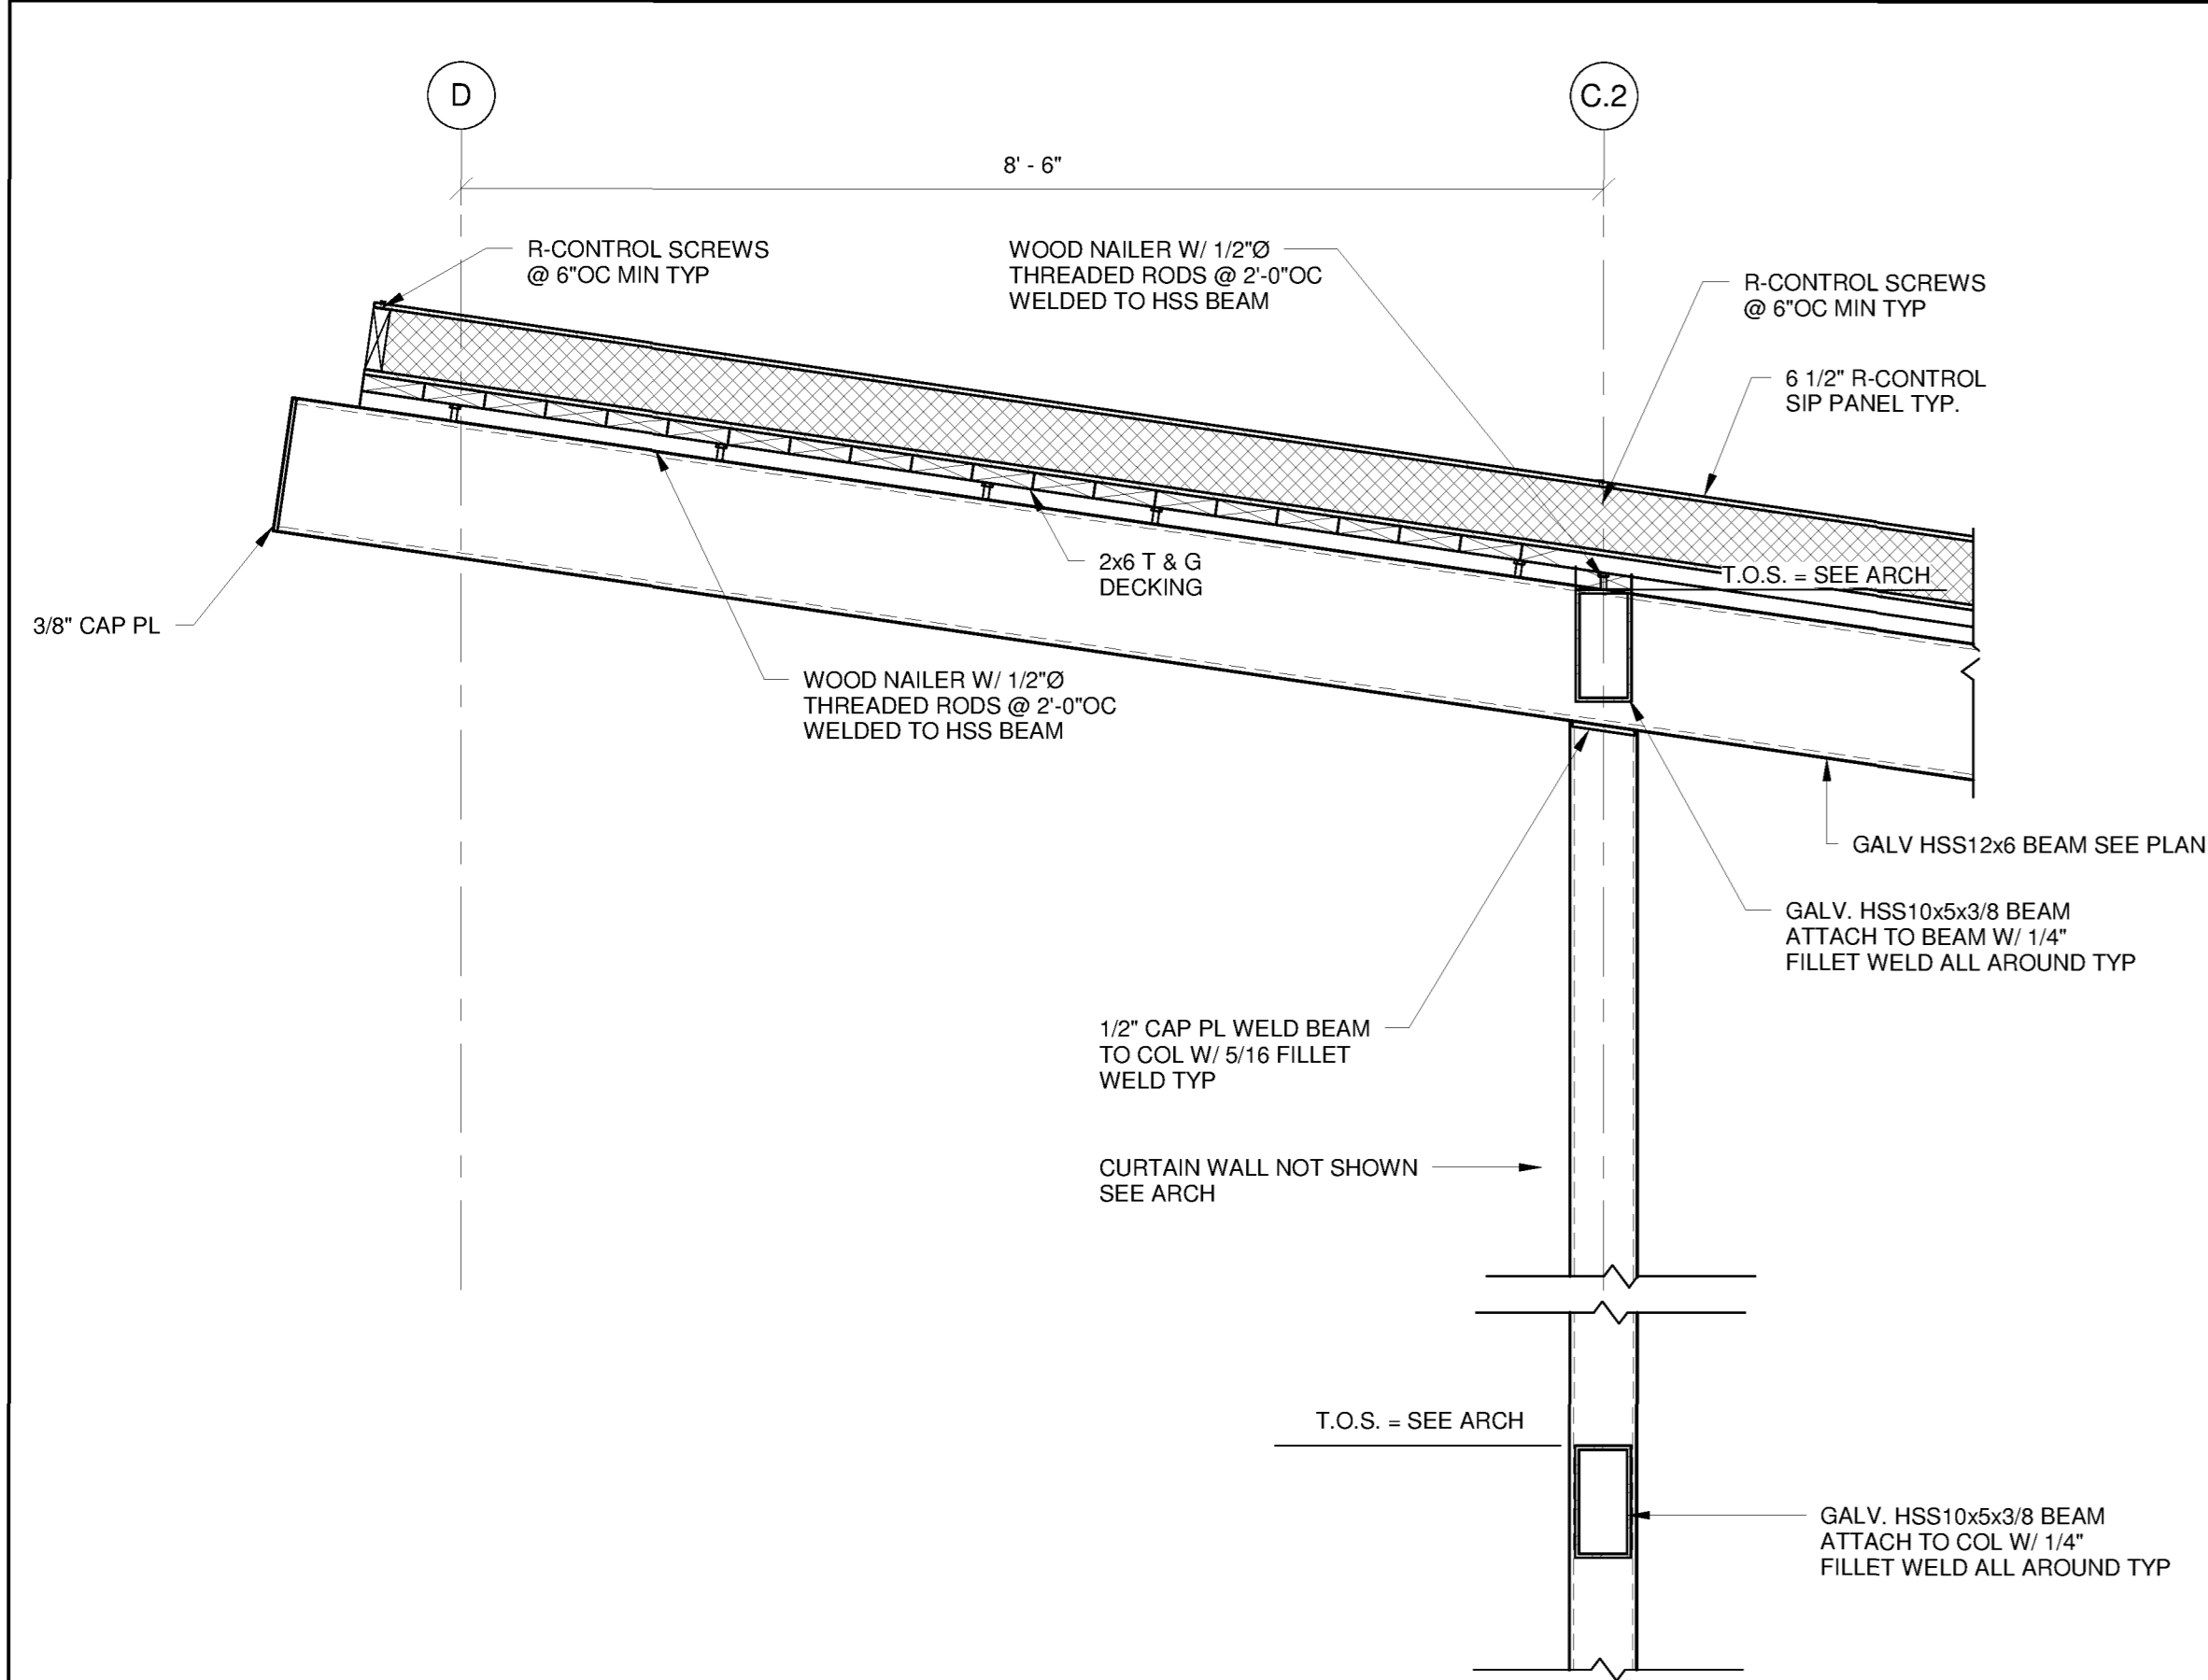 D
C.2
8' - 6"
R-CONTROL SCREWS
@ 6"OC MIN TYP
WOOD NAILER W/ 1/2"Ø
THREADED RODS @ 2'-0"OC
WELDED TO HSS BEAM
R-CONTROL SCREWS
@ 6"OC MIN TYP
6 1/2" R-CONTROL
SIP PANEL TYP.
2x6 T & G
DECKING
T.O.S. = SEE ARCH
3/8" CAP PL
WOOD NAILER W/ 1/2"Ø
THREADED RODS @ 2'-0"OC
WELDED TO HSS BEAM
GALV HSS12x6 BEAM SEE PLAN
GALV. HSS10x5x3/8 BEAM
ATTACH TO BEAM W/ 1/4"
FILLET WELD ALL AROUND TYP
1/2" CAP PL WELD BEAM
TO COL W/ 5/16 FILLET
WELD TYP
CURTAIN WALL NOT SHOWN
SEE ARCH
T.O.S. = SEE ARCH
GALV. HSS10x5x3/8 BEAM
ATTACH TO COL W/ 1/4"
FILLET WELD ALL AROUND TYP